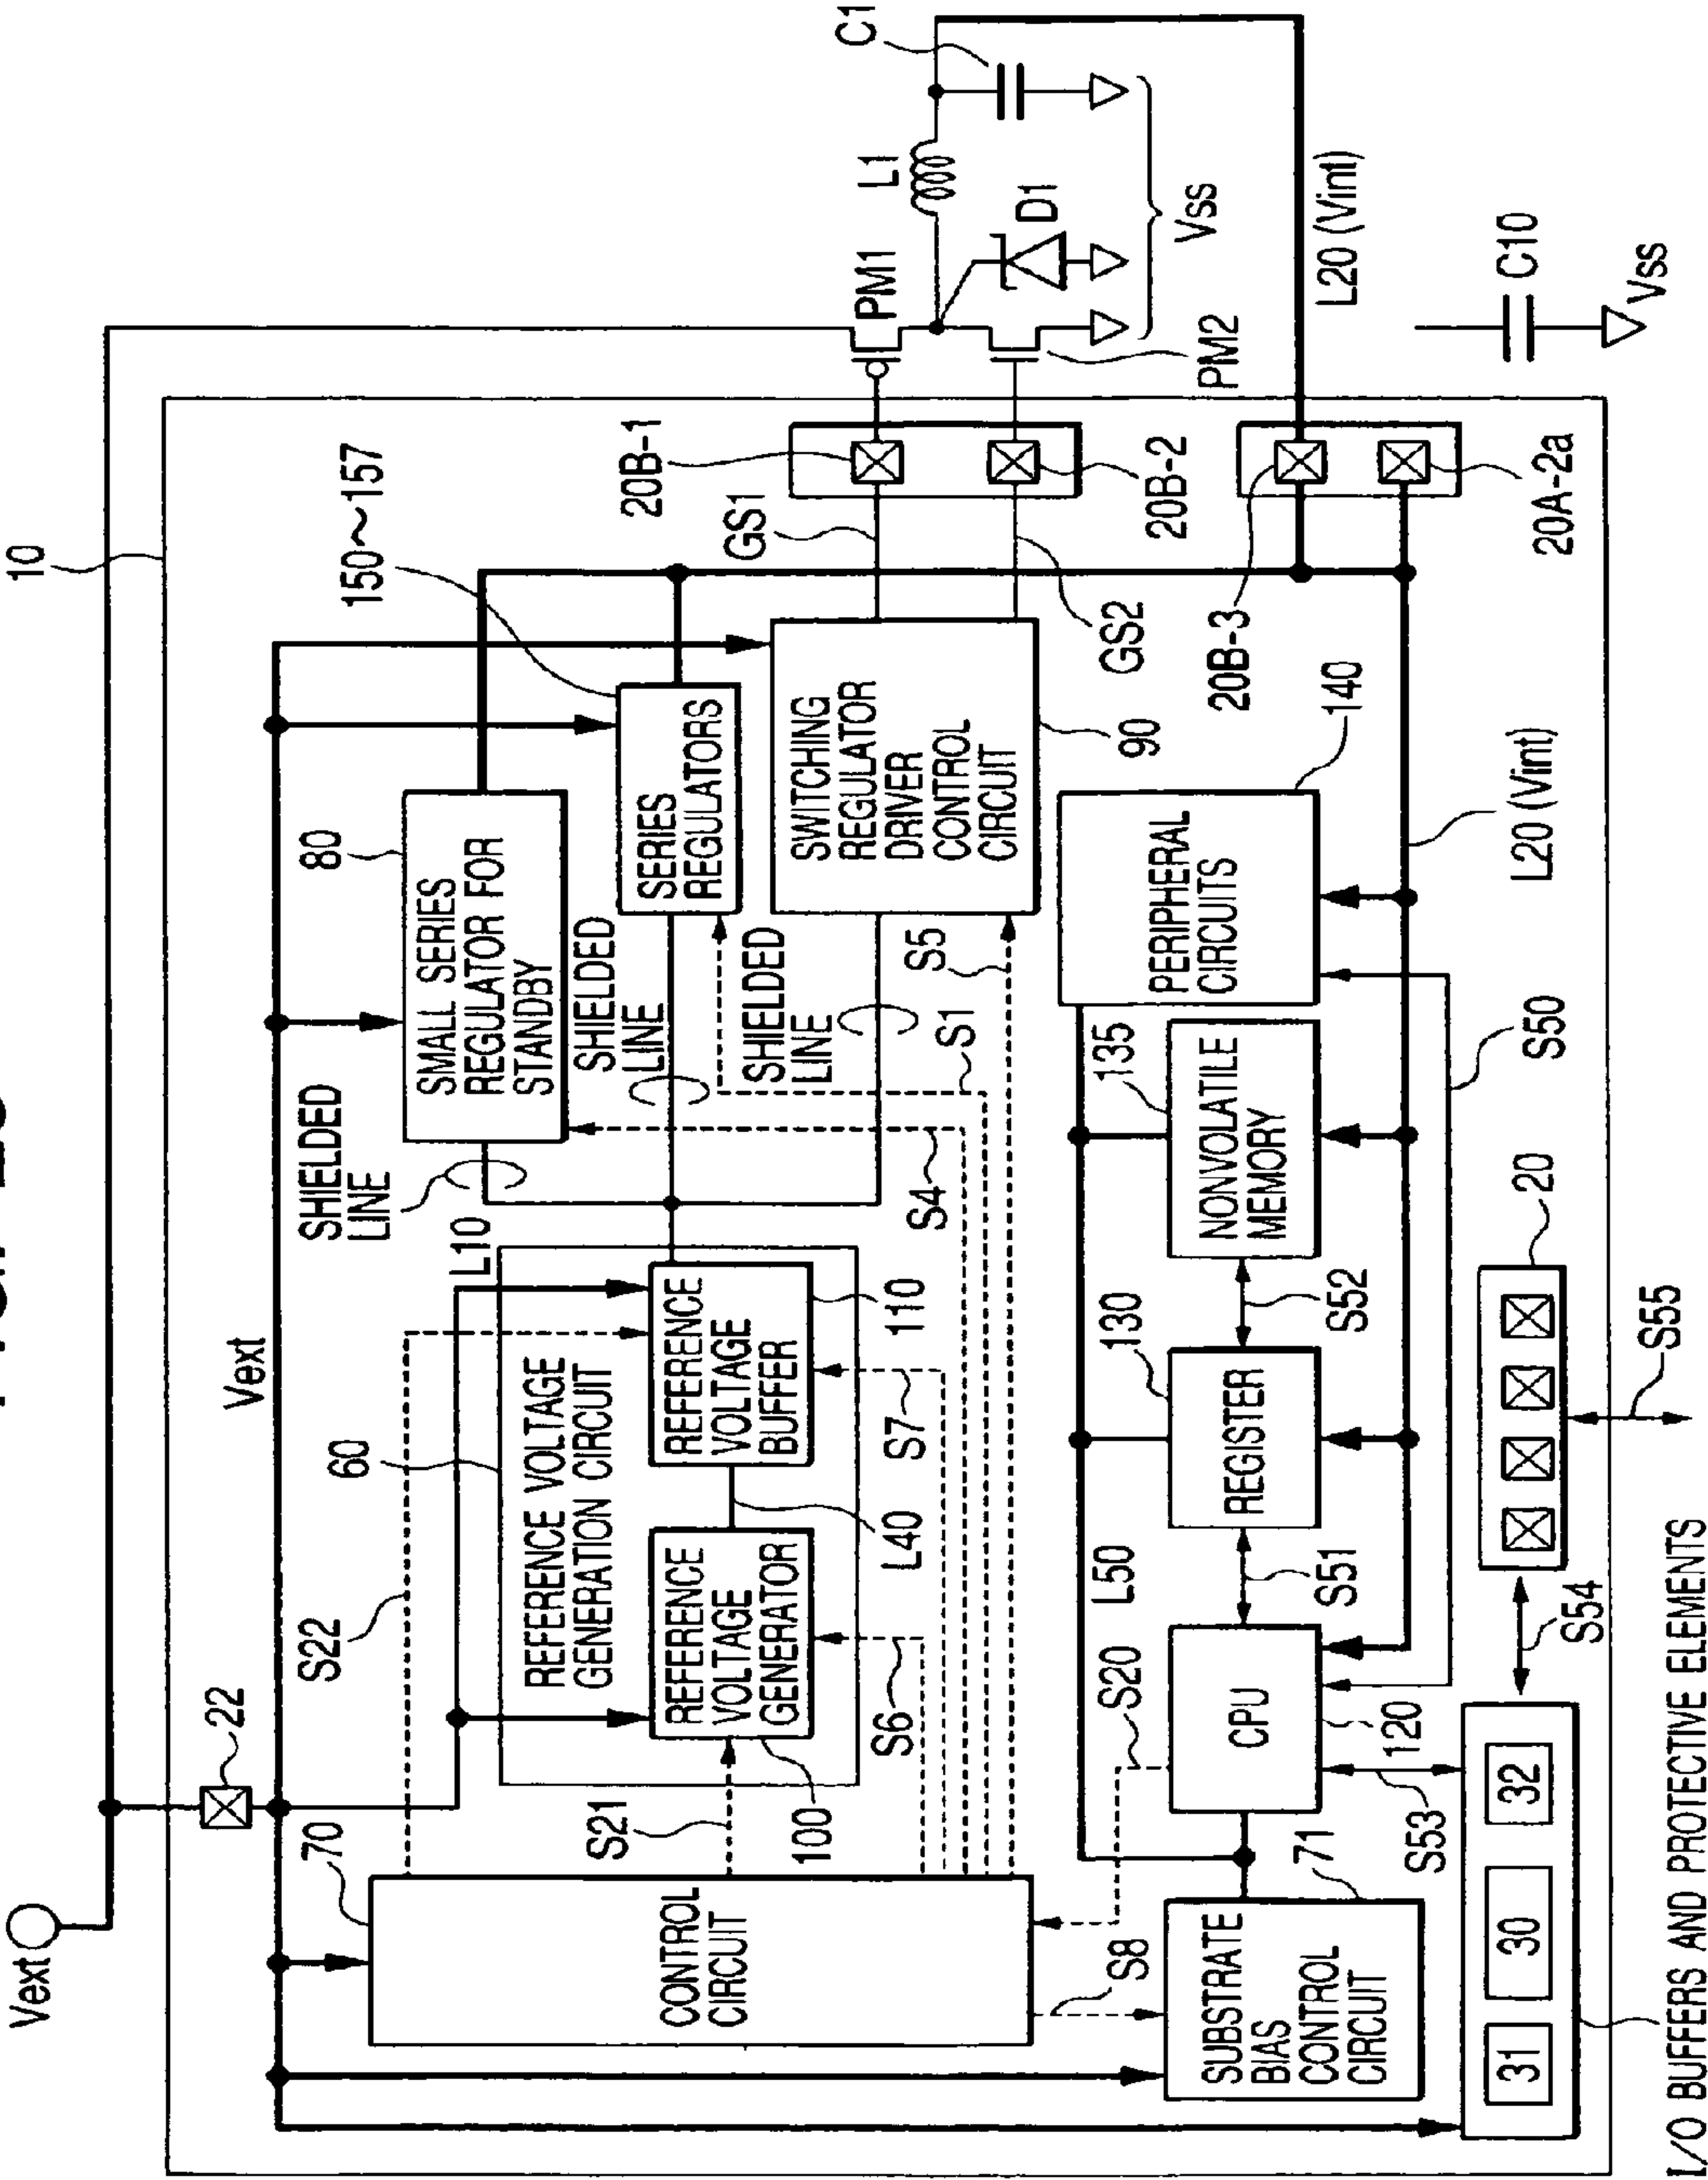 Vext
10
22
Vext
70
CONTROL
CIRCUIT
S22
60
L10
REFERENCE VOLTAGE
GENERATION CIRCUIT
REFERENCE
VOLTAGE
GENERATOR
REFERENCE
VOLTAGE
BUFFER
S21
100
L40
110
S6
S7
SHIELDED
LINE
80
SMALL SERIES
REGULATOR FOR
STANDBY
SHIELDED
LINE
150~157
SERIES
REGULATORS
SHIELDED
LINE
SWITCHING
REGULATOR
DRIVER
CONTROL
CIRCUIT
S4
S1
S5
90
GS1
GS2
20B-1
20B-2
PM1
PM2
L1
D1
C1
Vss
L20 (Vint)
C10
Vss
20B-3
20A-2a
S8
S20
L50
SUBSTRATE
BIAS
CONTROL
CIRCUIT
71
CPU
120
S51
REGISTER
130
S52
NONVOLATILE
MEMORY
135
PERIPHERAL
CIRCUITS
140
L20 (Vint)
S50
S53
31
30
32
S54
20
S55
I/O BUFFERS AND PROTECTIVE ELEMENTS